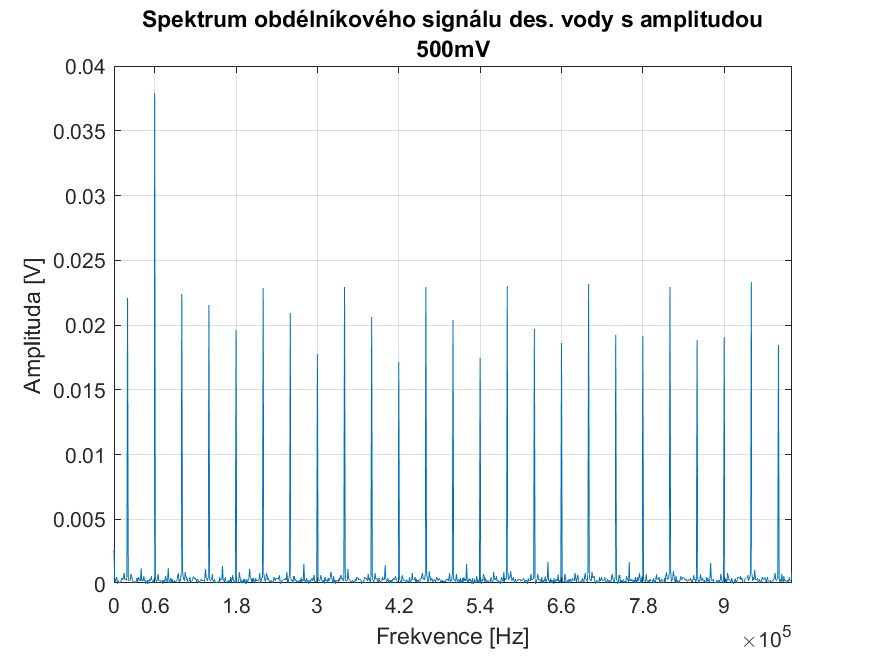 Spektrum obdélníkového signálu des. vody s amplitudou
500mV
0.04
0.035
0.03
0.025
0.02
0.015
0.01
0.005
0
Amplituda [V]
0 0.6 1.8 3 4.2 5.4 6.6 7.8 9
Frekvence [Hz]
×10⁵